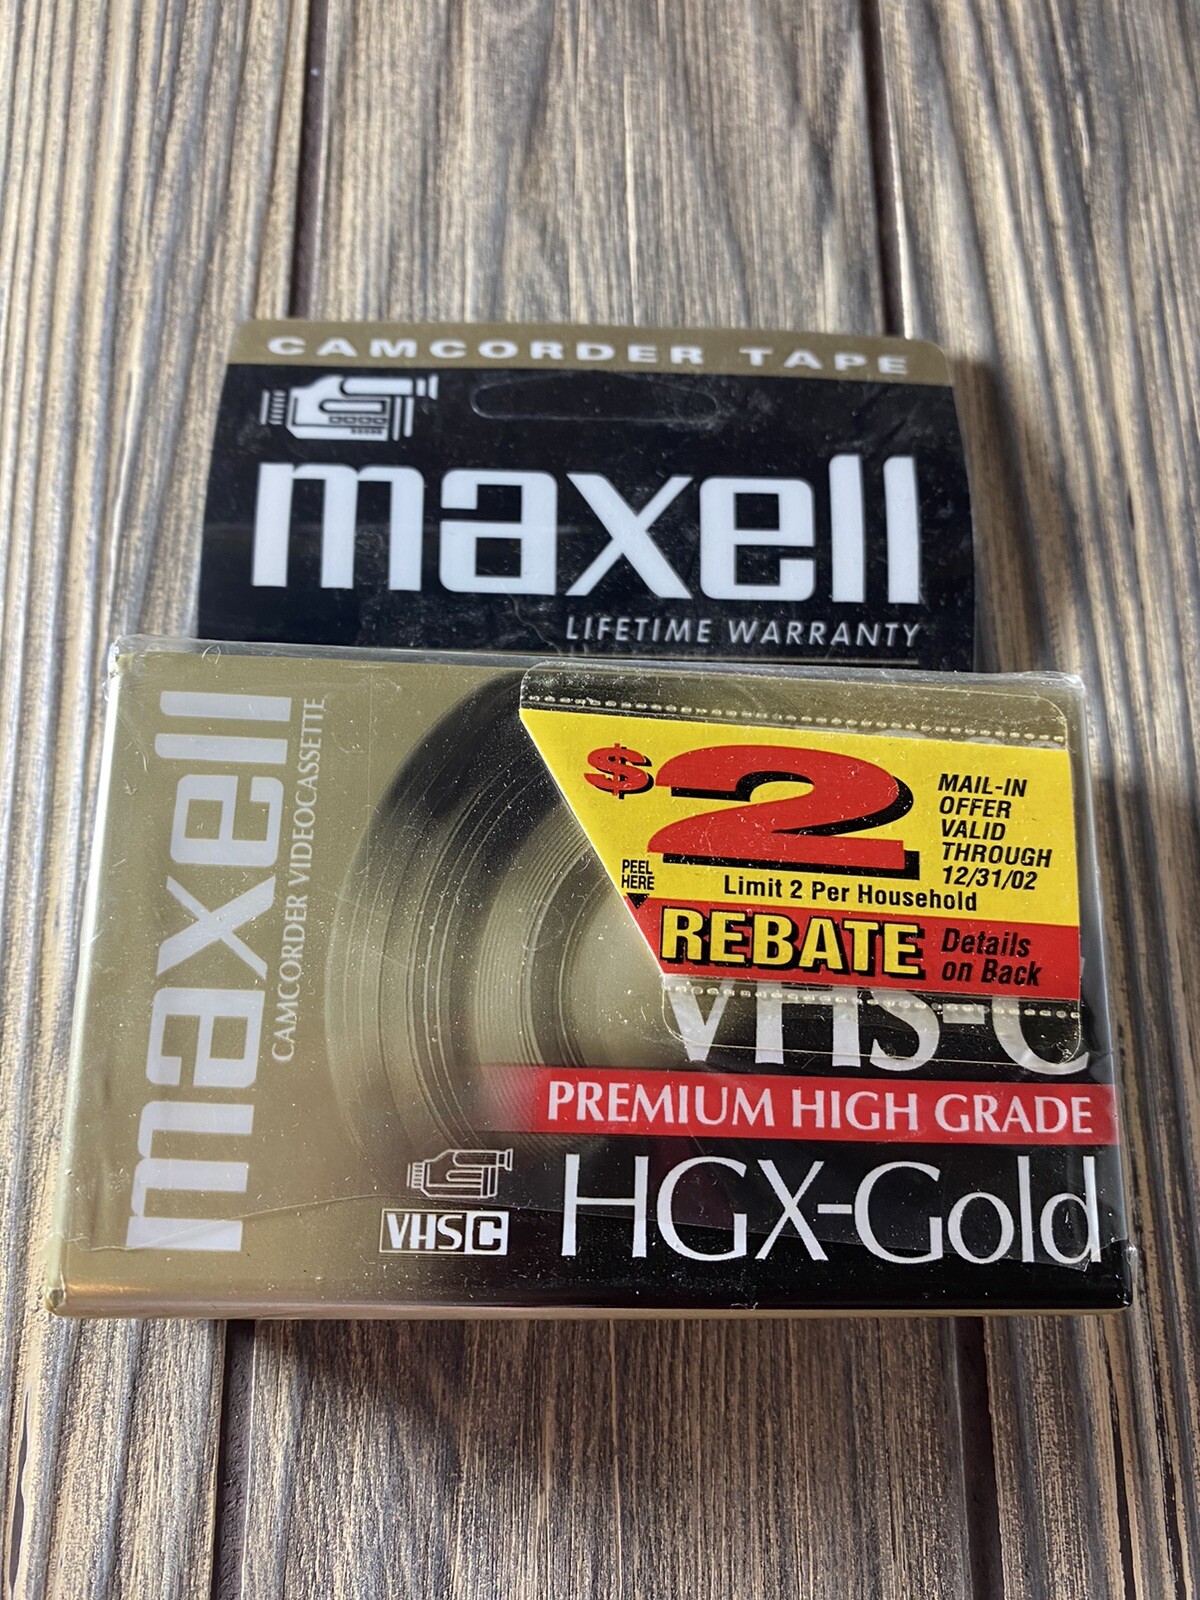 CAMCORDER TAPE
maxell
LIFETIME WARRANTY
maxell
CAMCORDER VIDEOCASSETTE
$2
MAIL-IN
OFFER
VALID
THROUGH
12/31/02
PEEL
HERE
Limit 2 Per Household
REBATE
Details
on Back
VHS-C
PREMIUM HIGH GRADE
VHS C
HGX-Gold